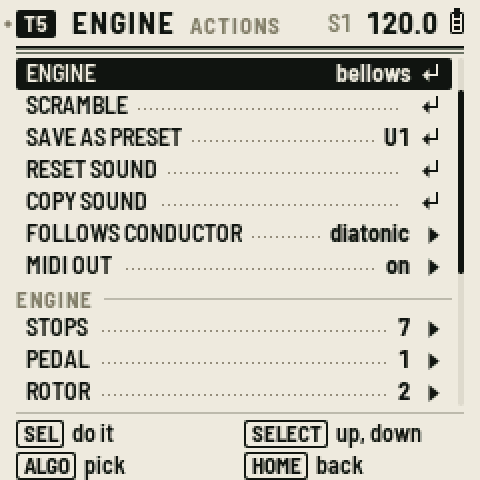 T5 ENGINE ACTIONS S1 120.0
ENGINE bellows ↵
SCRAMBLE ↵
SAVE AS PRESET U1 ↵
RESET SOUND ↵
COPY SOUND ↵
FOLLOWS CONDUCTOR diatonic ▶
MIDI OUT on ▶
ENGINE
STOPS 7 ▶
PEDAL 1 ▶
ROTOR 2 ▶
SEL do it SELECT up, down
ALGO pick HOME back